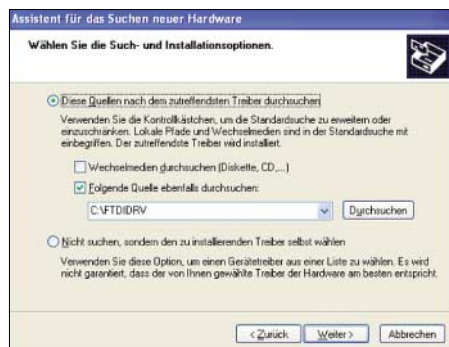 Assistent für das Suchen neuer Hardware
Wählen Sie die Such- und Installationsoptionen.
Diese Quellen nach dem zutreffendsten Treiber durchsuchen
Verwenden Sie die Kontrollkästchen, um die Standardsuche zu erweitern oder
einzuschränken. Lokale Pfade und Wechselmedien sind in der Standardsuche mit
einbegriffen. Der zutreffendste Treiber wird installiert.
Wechselmedien durchsuchen (Diskette, CD,...)
Folgende Quelle ebenfalls durchsuchen:
C:\FTDIDRV
Durchsuchen
Nicht suchen, sondern den zu installierenden Treiber selbst wählen
Verwenden Sie diese Option, um einen Gerätetreiber aus einer Liste zu wählen. Es wird
nicht garantiert, dass der von Ihnen gewählte Treiber der Hardware am besten entspricht.
< Zurück Weiter > Abbrechen